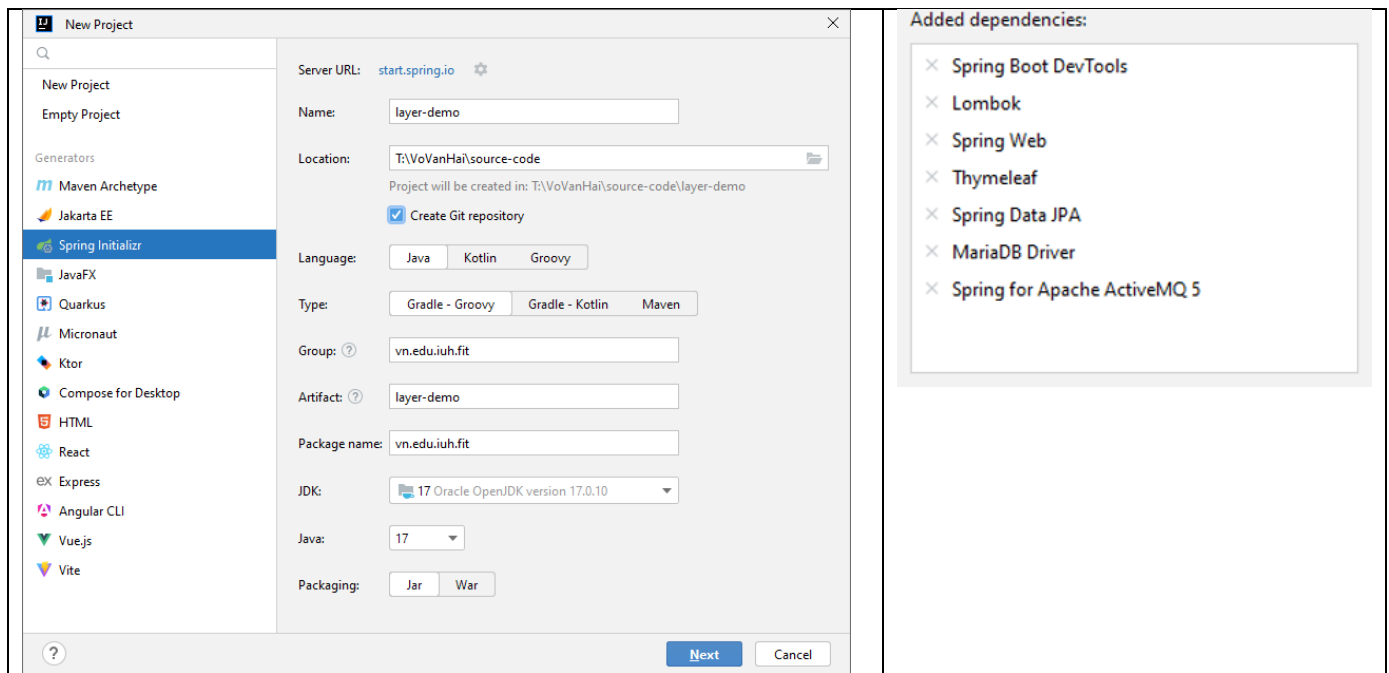 New Project
New Project
Empty Project
Generators
Maven Archetype
Jakarta EE
Spring Initializr
JavaFX
Quarkus
Micronaut
Ktor
Compose for Desktop
HTML
React
ex Express
Angular CLI
Vue.js
Vite
?
Server URL: start.spring.io
Name: layer-demo
Location: T:\VoVanHai\source-code
Project will be created in: T:\VoVanHai\source-code\layer-demo
Create Git repository
Language: Java Kotlin Groovy
Type: Gradle - Groovy Gradle - Kotlin Maven
Group: ? vn.edu.iuh.fit
Artifact: ? layer-demo
Package name: vn.edu.iuh.fit
JDK: 17 Oracle OpenJDK version 17.0.10
Java: 17
Packaging: Jar War
Next Cancel
Added dependencies:
Spring Boot DevTools
Lombok
Spring Web
Thymeleaf
Spring Data JPA
MariaDB Driver
Spring for Apache ActiveMQ 5